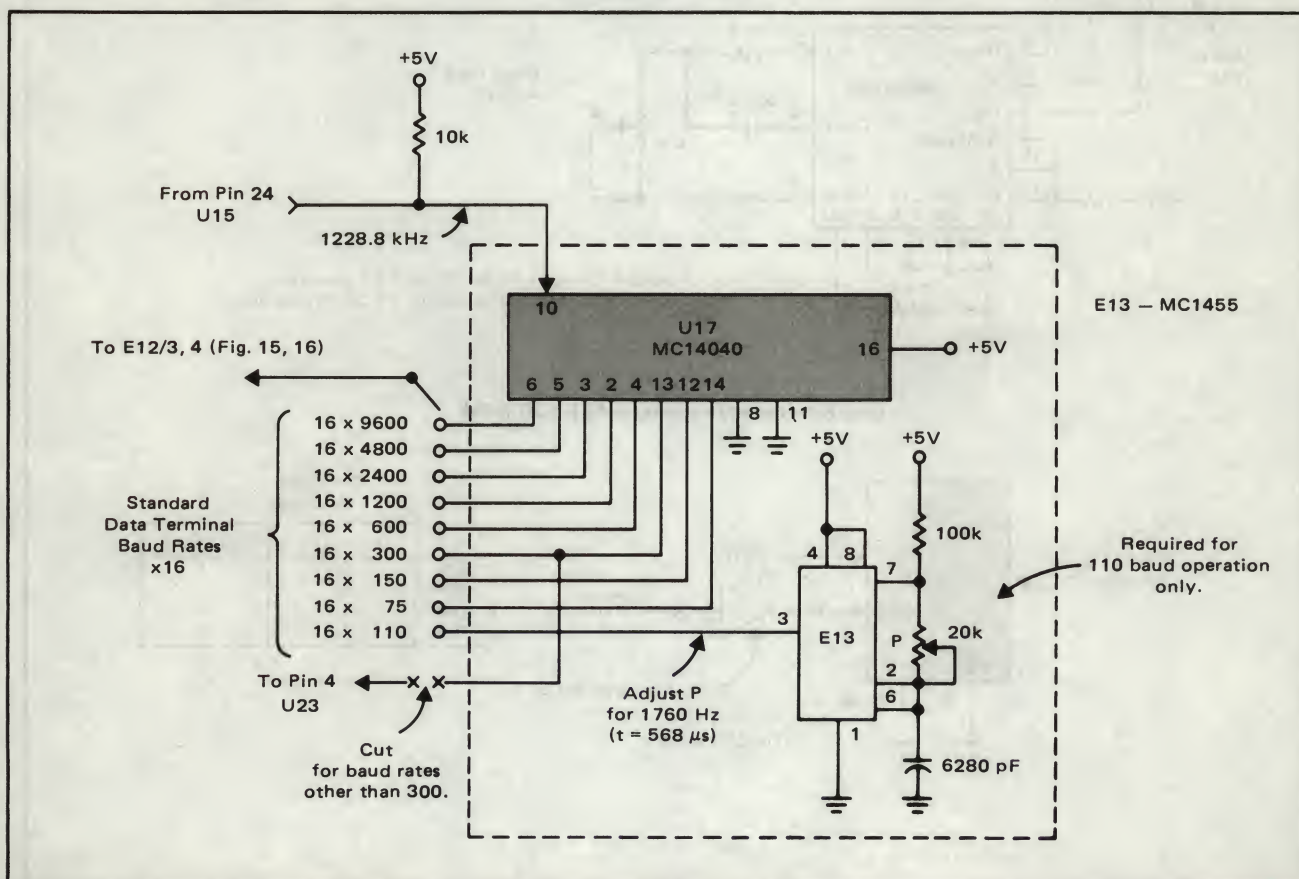 +5V
10k
From Pin 24
U15
1228.8 kHz
10
U17
MC14040
16
+5V
E13 — MC1455
To E12/3, 4 (Fig. 15, 16)
6 5 3 2 4 13 12 14
8 11
16 x 9600
16 x 4800
16 x 2400
16 x 1200
16 x 600
16 x 300
16 x 150
16 x 75
16 x 110
Standard
Data Terminal
Baud Rates
x16
+5V +5V
100k
4 8
7
Required for
110 baud operation
only.
3
E13
P
20k
2
6
1
6280 pF
Adjust P
for 1760 Hz
(t = 568 μs)
To Pin 4
U23
Cut
for baud rates
other than 300.